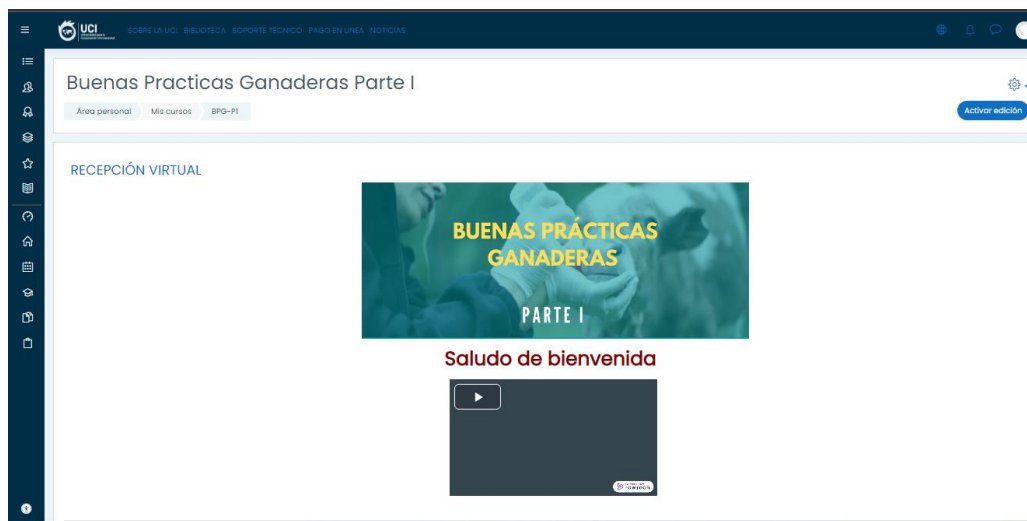 UCI
SOBRE LA UCI BIBLIOTECA SOPORTE TÉCNICO PAGO EN LINEA NOTICIAS
Buenas Practicas Ganaderas Parte I
Área personal Mis cursos BPG-PI
Activar edición
RECEPCIÓN VIRTUAL
BUENAS PRÁCTICAS
GANADERAS
PARTE I
Saludo de bienvenida